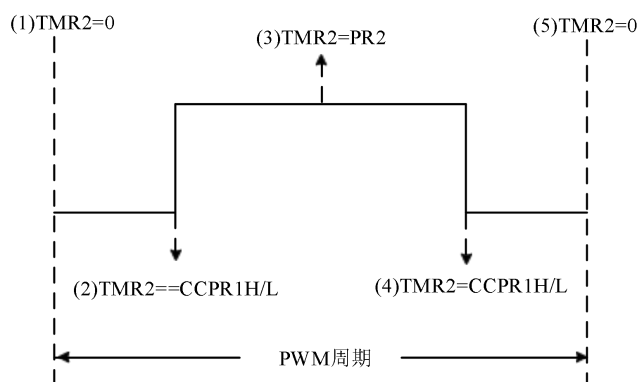 (1)TMR2=0
(5)TMR2=0
(3)TMR2=PR2
(2)TMR2==CCPR1H/L
(4)TMR2=CCPR1H/L
PWM周期